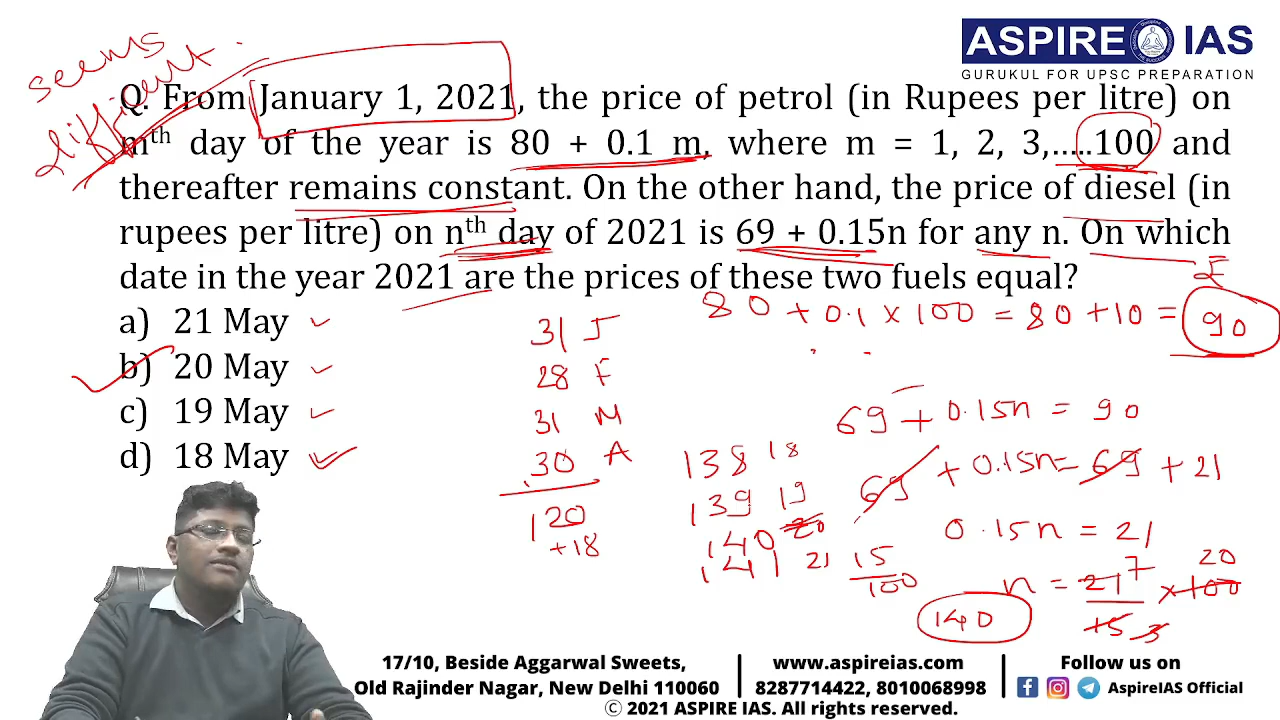 ASPIRE IAS
GURUKUL FOR UPSC PREPARATION
seems
different
Q. From January 1, 2021, the price of petrol (in Rupees per litre) on
mth day of the year is 80 + 0.1 m, where m = 1, 2, 3,.....100 and
thereafter remains constant. On the other hand, the price of diesel (in
rupees per litre) on nth day of 2021 is 69 + 0.15n for any n. On which
date in the year 2021 are the prices of these two fuels equal?
a) 21 May
b) 20 May
c) 19 May
d) 18 May
80 + 0.1 × 100 = 80 + 10 = 90
31 J
28 F
31 M
30 A
120
+18
138 18
139 19
140 20
141 21
69 + 0.15n = 90
69 + 0.15n = 69 + 21
0.15n = 21
15
100
n = 21 7 × 100 20
15 3
140
17/10, Beside Aggarwal Sweets,
Old Rajinder Nagar, New Delhi 110060
www.aspireias.com
8287714422, 8010068998
Follow us on
AspireIAS Official
Ⓒ 2021 ASPIRE IAS. All rights reserved.